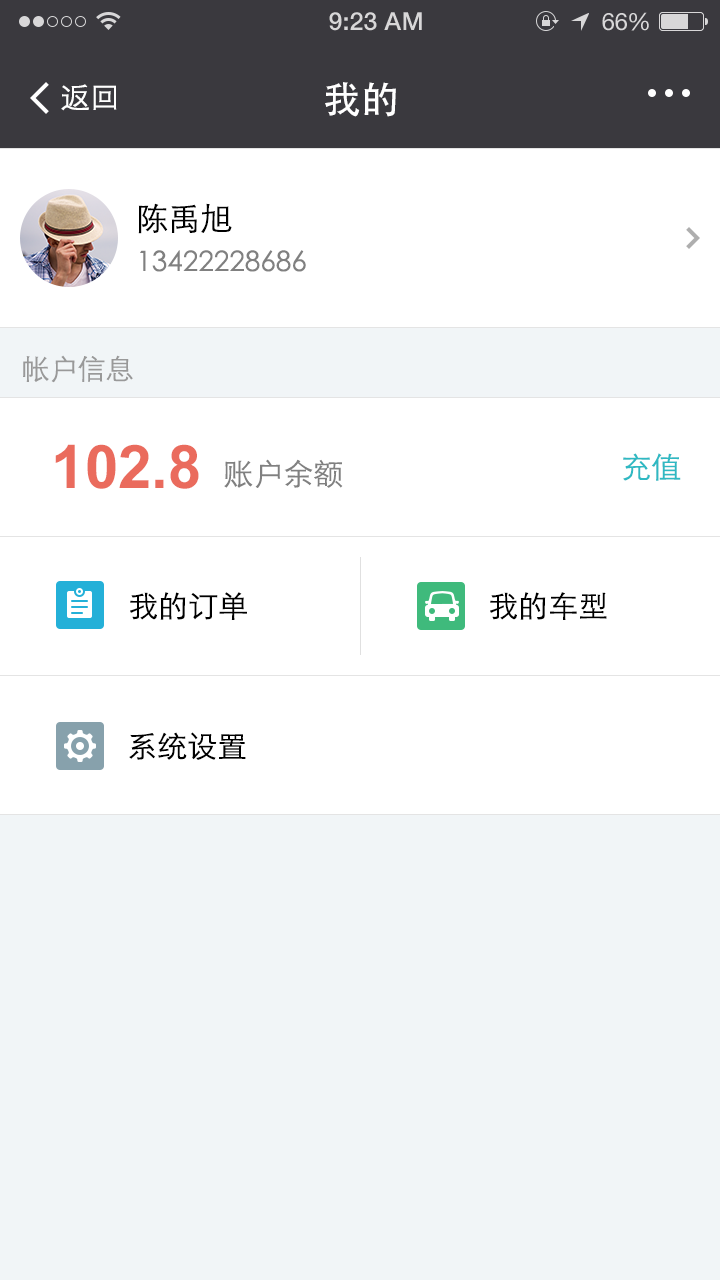 9:23 AM 66%
返回 我的
陈禹旭
13422228686
帐户信息
102.8 账户余额 充值
我的订单 我的车型
系统设置